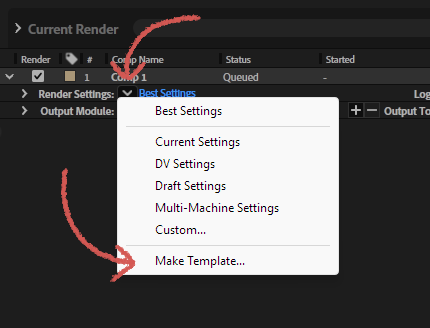 Current Render
Render # Comp Name Status Started
1 Comp 1 Queued -
Render Settings: Best Settings Log
Output Module: Output To
Best Settings
Current Settings
DV Settings
Draft Settings
Multi-Machine Settings
Custom...
Make Template...